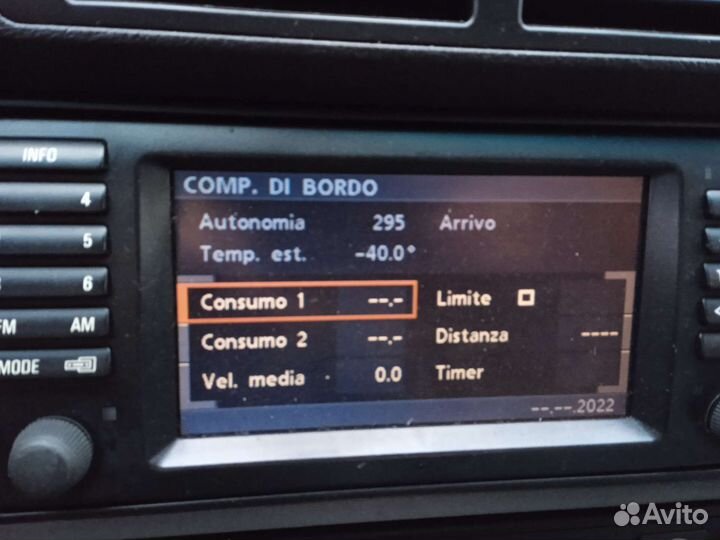 INFO
4
5
6
FM AM
MODE
COMP. DI BORDO
Autonomia 295 Arrivo
Temp. est. -40.0°
Consumo 1 --.- Limite
Consumo 2 --.- Distanza ----
Vel. media 0.0 Timer
--.--.2022
Avito